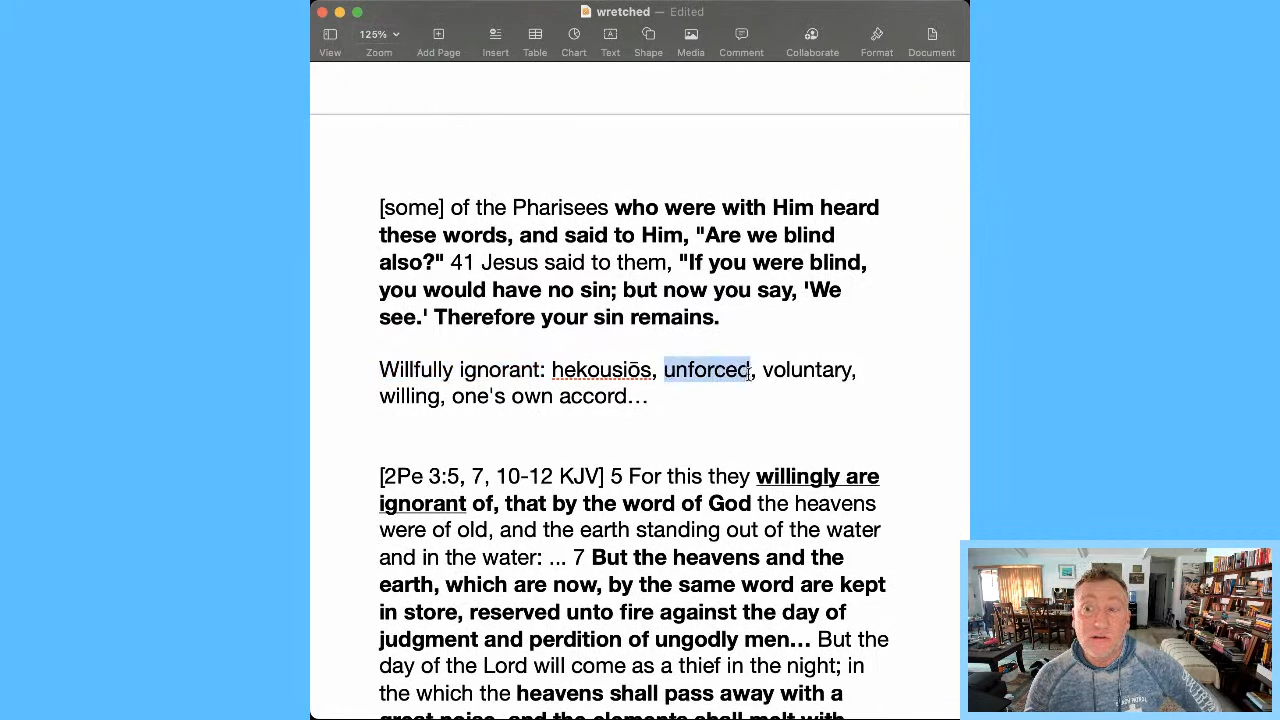 wretched — Edited
125%
View Zoom Add Page Insert Table Chart Text Shape Media Comment Collaborate Format Document
[some] of the Pharisees who were with Him heard
these words, and said to Him, "Are we blind
also?" 41 Jesus said to them, "If you were blind,
you would have no sin; but now you say, 'We
see.' Therefore your sin remains.
Willfully ignorant: hekousiōs, unforced, voluntary,
willing, one's own accord…
[2Pe 3:5, 7, 10-12 KJV] 5 For this they willingly are
ignorant of, that by the word of God the heavens
were of old, and the earth standing out of the water
and in the water: ... 7 But the heavens and the
earth, which are now, by the same word are kept
in store, reserved unto fire against the day of
judgment and perdition of ungodly men… But the
day of the Lord will come as a thief in the night; in
the which the heavens shall pass away with a
great noise, and the elements shall melt with